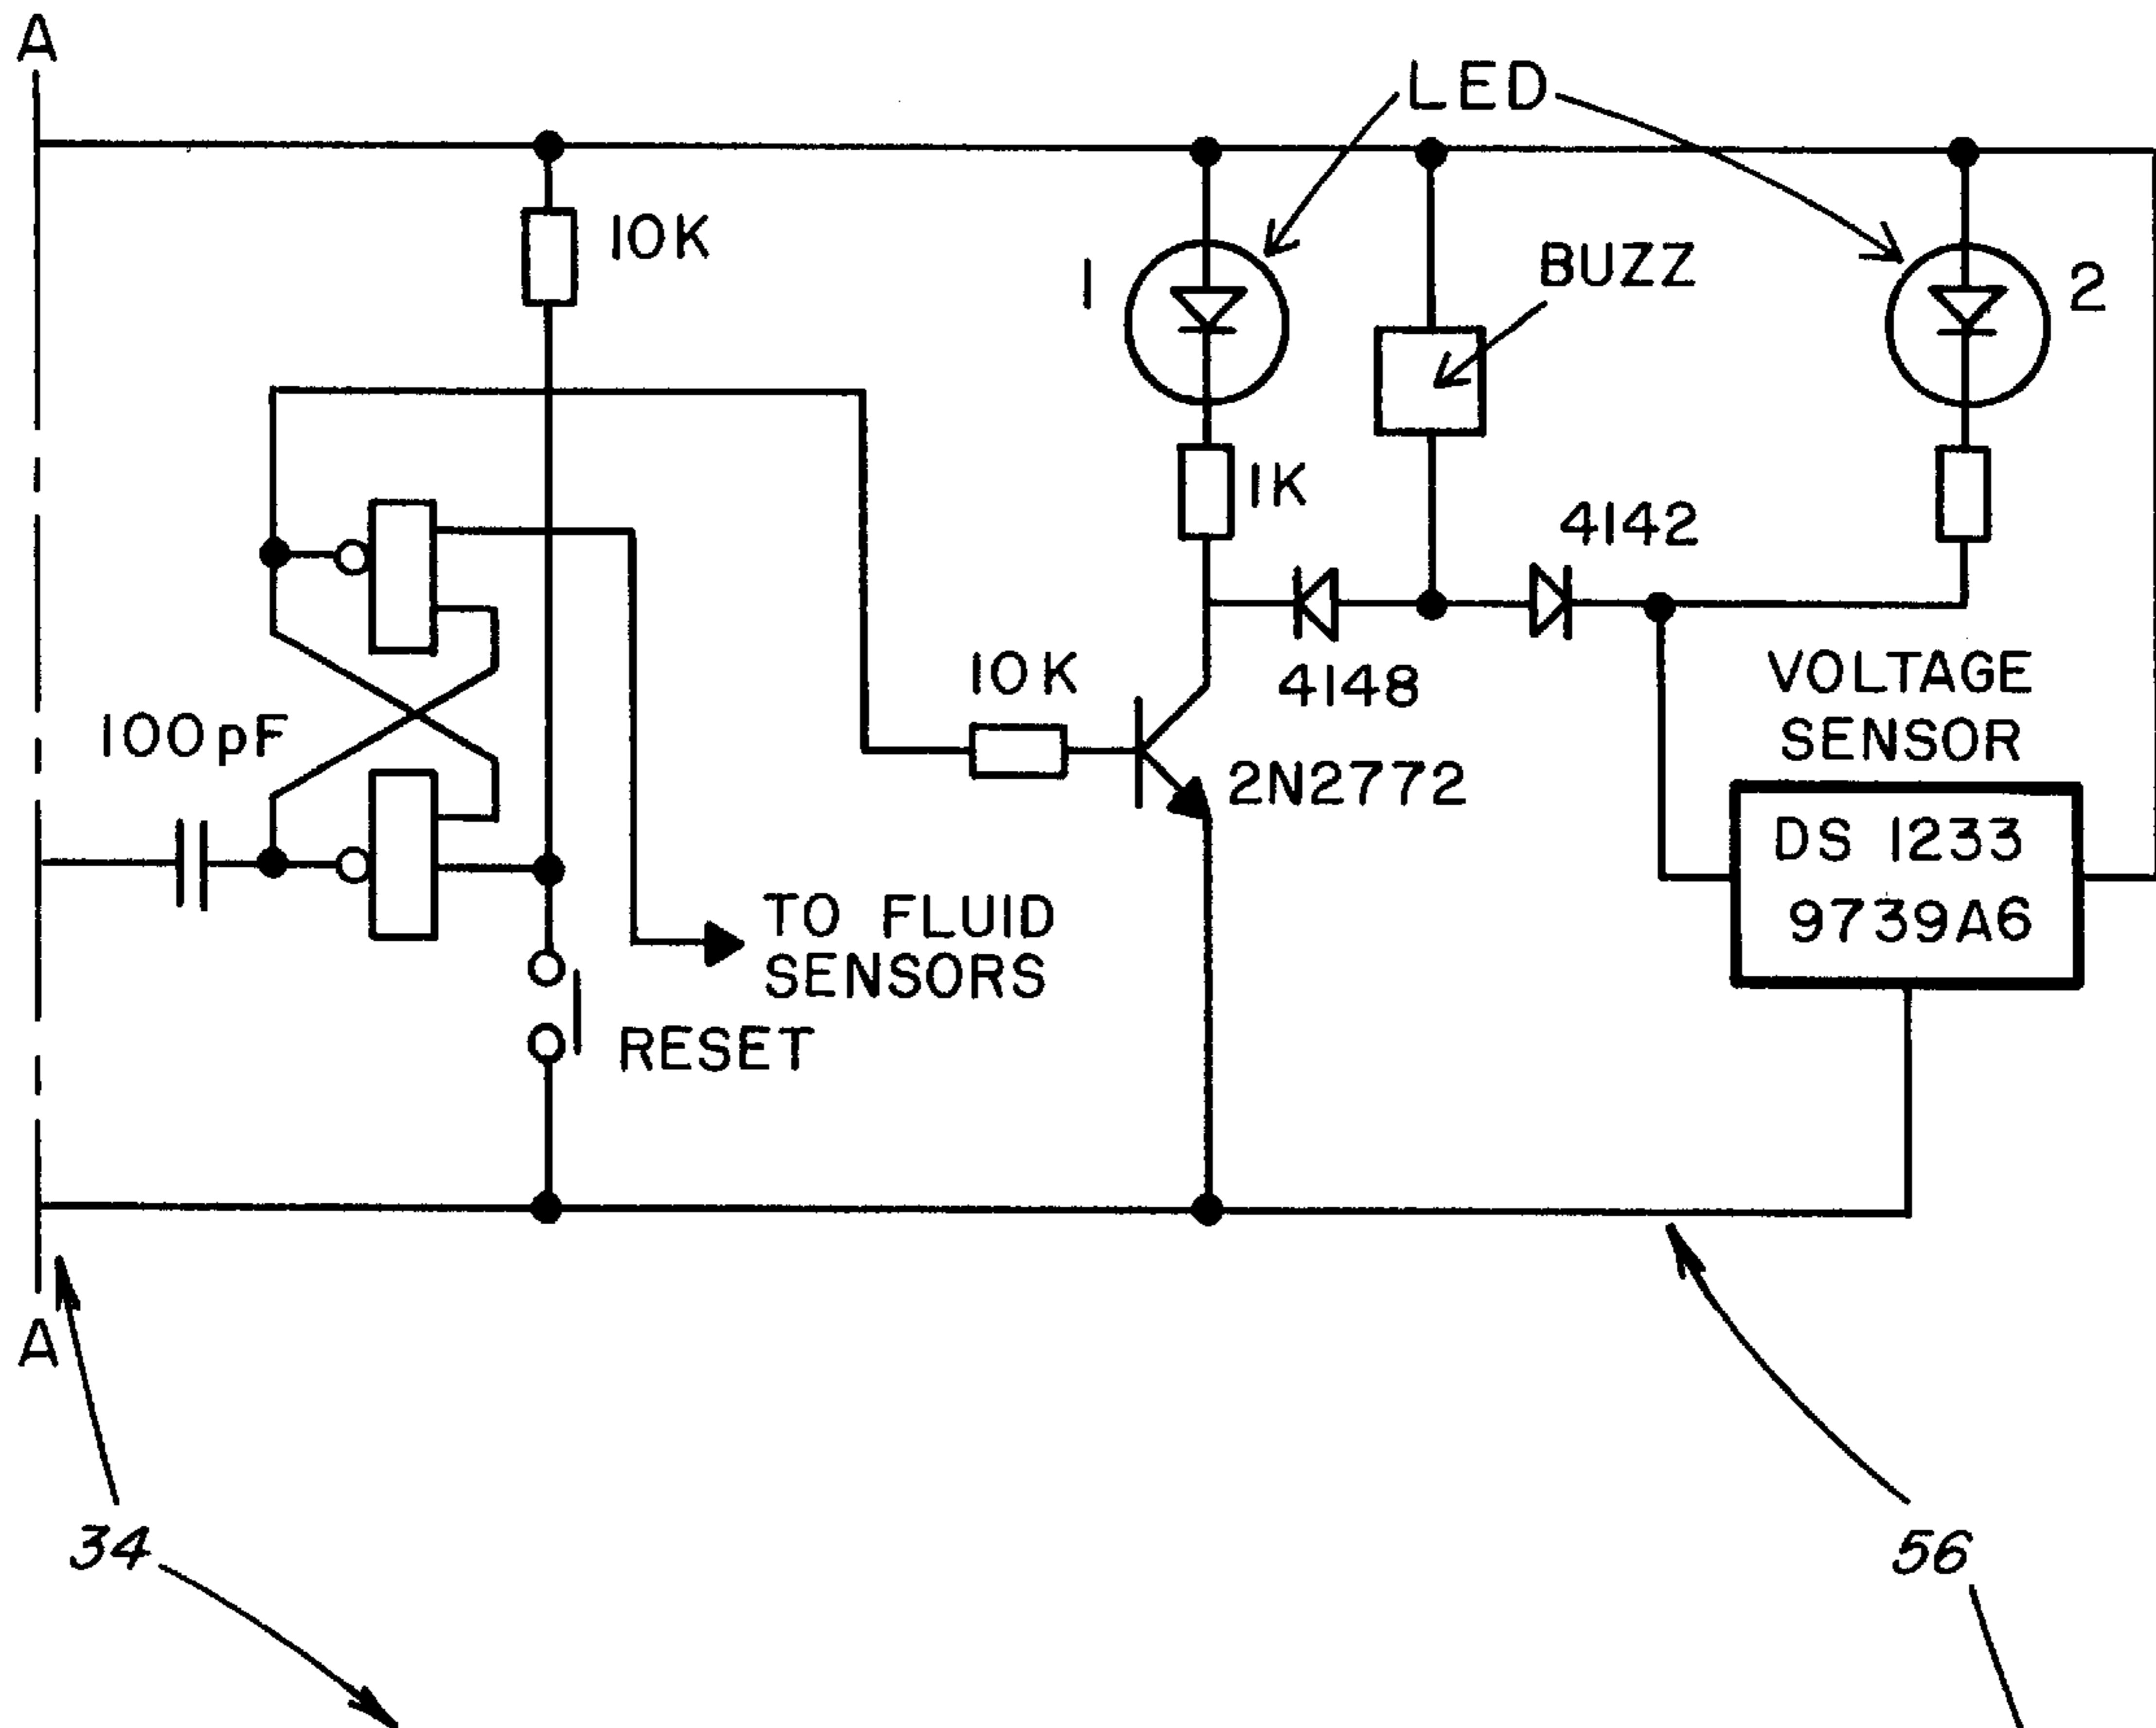 A
LED
10K
1
BUZZ
2
1K
4142
10K
4148
VOLTAGE
SENSOR
100pF
2N2772
DS 1233
9739A6
TO FLUID
SENSORS
RESET
A
34
56